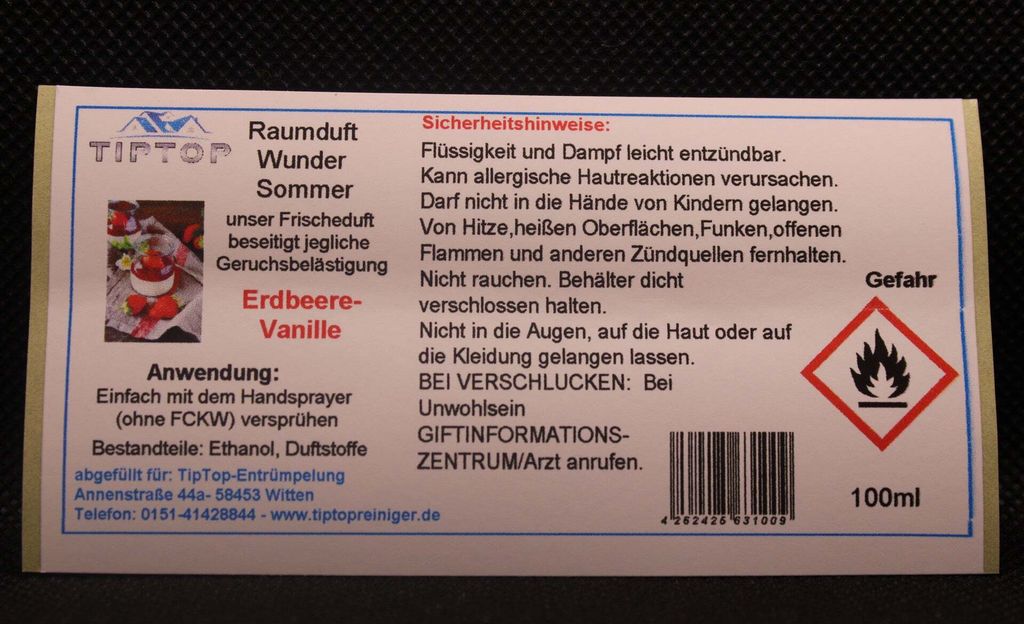 TIPTOP
Raumduft
Wunder
Sommer
unser Frischeduft
beseitigt jegliche
Geruchsbelästigung
Erdbeere-
Vanille
Anwendung:
Einfach mit dem Handsprayer
(ohne FCKW) versprühen
Bestandteile: Ethanol, Duftstoffe
abgefüllt für: TipTop-Entrümpelung
Annenstraße 44a- 58453 Witten
Telefon: 0151-41428844 - www.tiptopreiniger.de
Sicherheitshinweise:
Flüssigkeit und Dampf leicht entzündbar.
Kann allergische Hautreaktionen verursachen.
Darf nicht in die Hände von Kindern gelangen.
Von Hitze,heißen Oberflächen,Funken,offenen
Flammen und anderen Zündquellen fernhalten.
Nicht rauchen. Behälter dicht
verschlossen halten.
Nicht in die Augen, auf die Haut oder auf
die Kleidung gelangen lassen.
BEI VERSCHLUCKEN: Bei
Unwohlsein
GIFTINFORMATIONS-
ZENTRUM/Arzt anrufen.
4 262426 631009
Gefahr
100ml